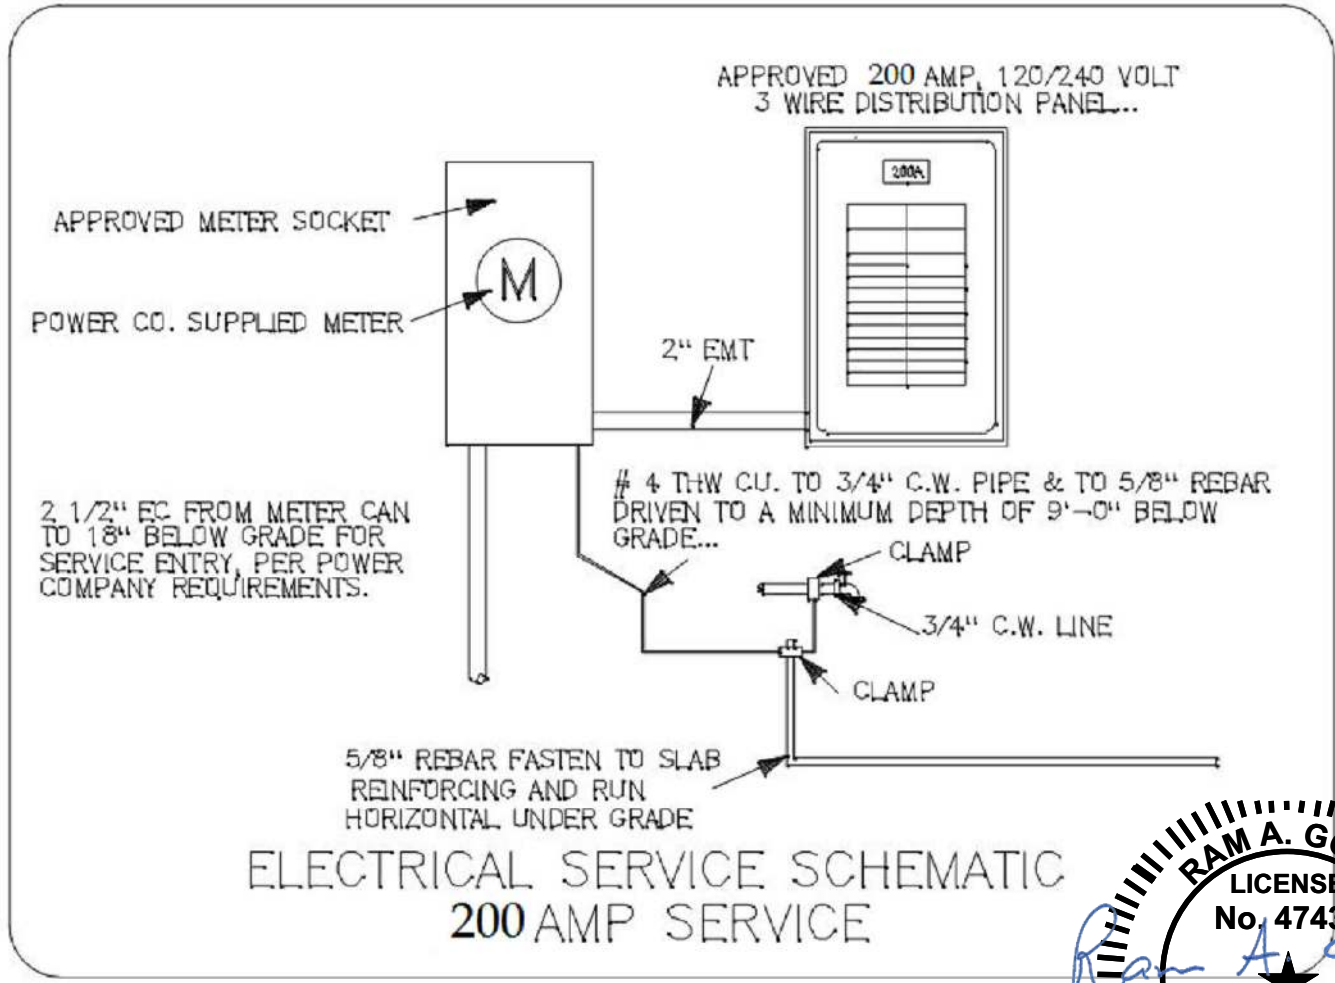 APPROVED 200 AMP, 120/240 VOLT
3 WIRE DISTRIBUTION PANEL...
200A
APPROVED METER SOCKET
M
POWER CO. SUPPLIED METER
2" EMT
# 4 THW CU. TO 3/4" C.W. PIPE & TO 5/8" REBAR
DRIVEN TO A MINIMUM DEPTH OF 9'-0" BELOW
GRADE...
2 1/2" EC FROM METER CAN
TO 18" BELOW GRADE FOR
SERVICE ENTRY, PER POWER
COMPANY REQUIREMENTS.
CLAMP
3/4" C.W. LINE
CLAMP
5/8" REBAR FASTEN TO SLAB
REINFORCING AND RUN
HORIZONTAL UNDER GRADE
ELECTRICAL SERVICE SCHEMATIC
200 AMP SERVICE
RAM A.
No.
Ram A.